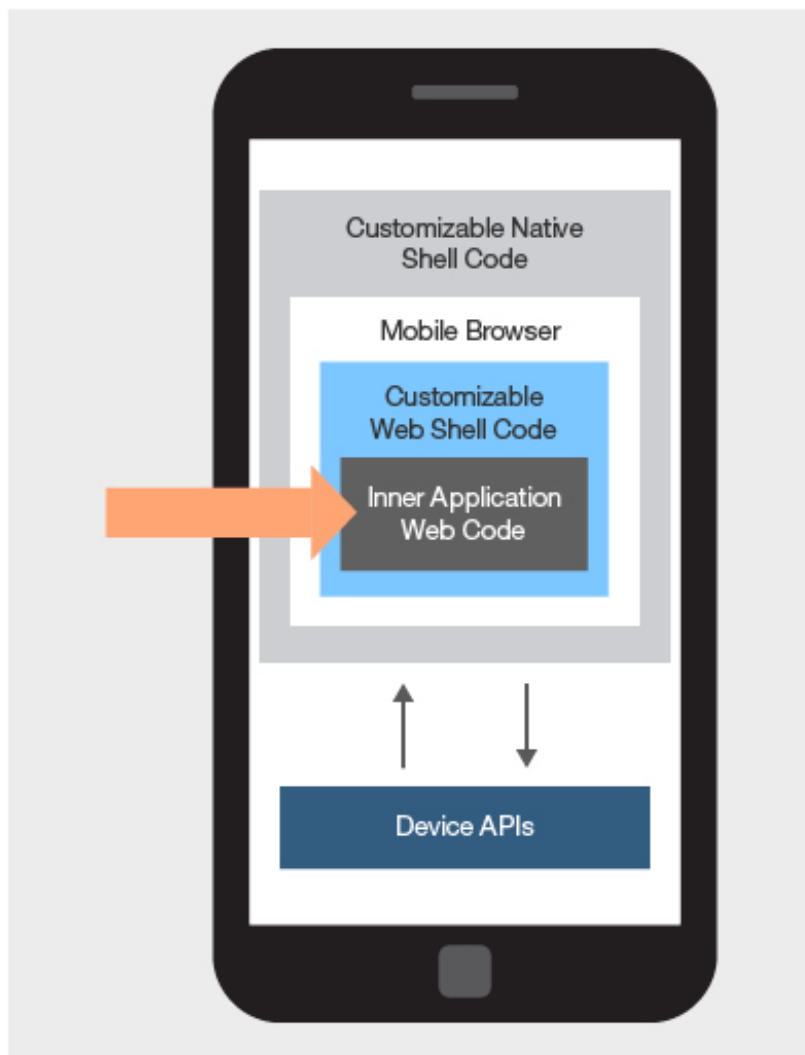 Customizable Native
Shell Code
Mobile Browser
Customizable
Web Shell Code
Inner Application
Web Code
Device APIs